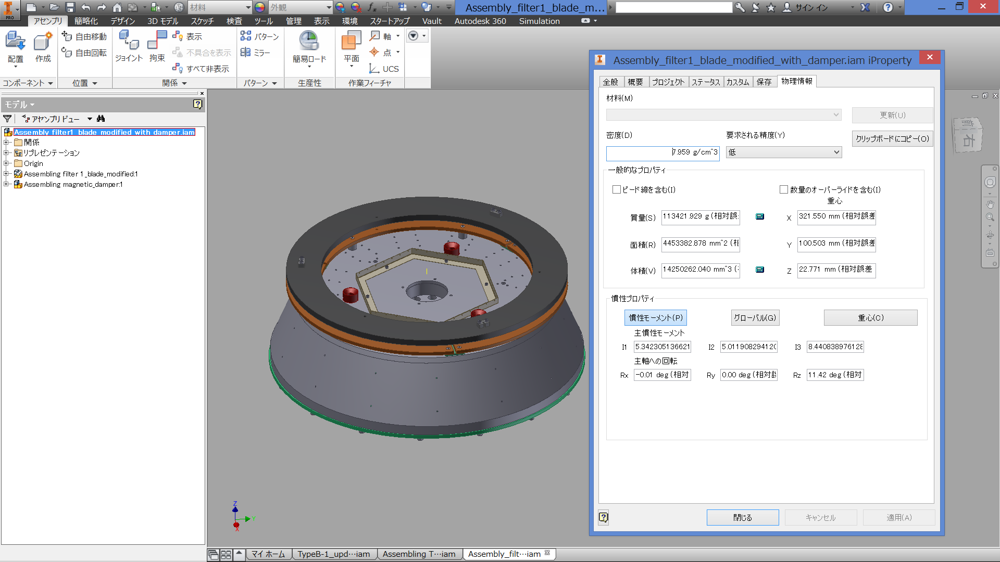 PRO
材料
外観
Assembly_filter1_blade_m...
サイン イン
アセンブリ 簡略化 デザイン 3D モデル スケッチ 検査 ツール 管理 表示 環境 スタートアップ Vault Autodesk 360 Simulation
配置
作成
自由移動
自由回転
ジョイント
拘束
表示
不具合を表示
すべて非表示
パターン
ミラー
簡易ロード
平面
軸
点
UCS
コンポーネント 位置 関係 パターン 生産性 作業フィーチャ
モデル
アセンブリ ビュー
Assembly_filter1_blade_modified_with_damper.iam
関係
リプレゼンテーション
Origin
Assembling filter 1_blade_modified:1
Assembling magnetic_damper:1
前
右
Z
Y
X
Assembly_filter1_blade_modified_with_damper.iam iProperty
全般 概要 プロジェクト ステータス カスタム 保存 物理情報
材料(M)
更新(U)
密度(D)
要求される精度(Y)
クリップボードにコピー(O)
7.959 g/cm^3
低
一般的なプロパティ
ビード線を含む(I)
数量のオーバーライドを含む(I)
重心
質量(S) 113421.929 g (相対誤 X 321.550 mm (相対誤差
面積(R) 4453382.878 mm^2 (相 Y 100.503 mm (相対誤差
体積(V) 14250262.040 mm^3 ( Z 22.771 mm (相対誤差
慣性プロパティ
慣性モーメント(P) グローバル(G) 重心(C)
主慣性モーメント
I1 5.342305136621 I2 5.011908294120 I3 8.440838976128
主軸への回転
Rx -0.01 deg (相対 Ry 0.00 deg (相対誤 Rz 11.42 deg (相対
閉じる キャンセル 適用(A)
マイ ホーム TypeB-1_upd···iam Assembling T···iam Assembly_filt···iam